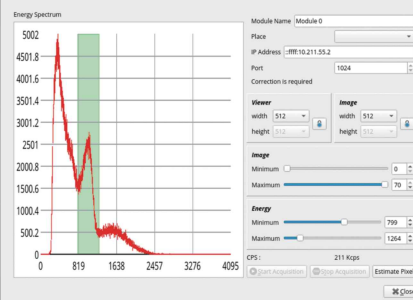 Energy Spectrum
5002
4501.8
4001.6
3501.4
3001.2
2501
2000.8
1500.6
1000.4
500.2
0
0 819 1638 2457 3276 4095
Module Name Module 0
Place
IP Address ::ffff:10.211.55.2
Port 1024
Correction is required
Viewer Image
width 512 width 512
height 512 height 512
Image
Minimum 0
Maximum 70
Energy
Minimum 799
Maximum 1264
CPS : 211 Kcps
Start Acquisition Stop Acquisition Estimate Pixel
Close